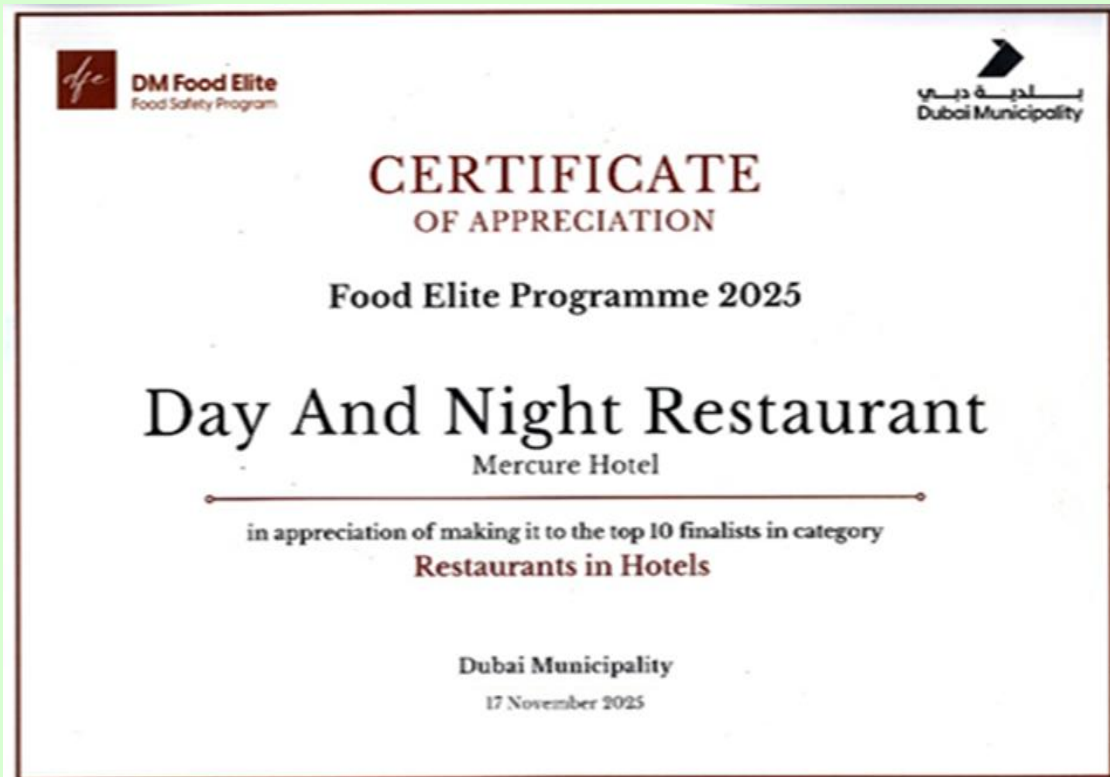 dfe
DM Food Elite
Food Safety Program
بـــلـديـة دبـــي
Dubai Municipality
CERTIFICATE
OF APPRECIATION
Food Elite Programme 2025
Day And Night Restaurant
Mercure Hotel
in appreciation of making it to the top 10 finalists in category
Restaurants in Hotels
Dubai Municipality
17 November 2025